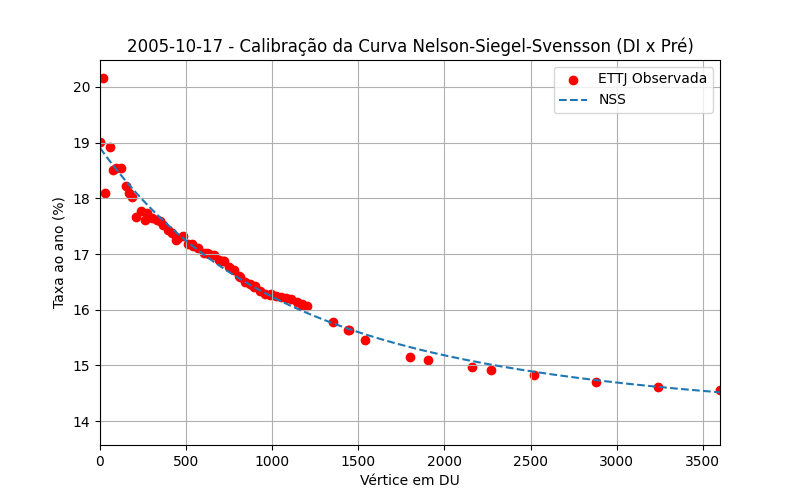 2005-10-17 - Calibração da Curva Nelson-Siegel-Svensson (DI x Pré)
ETTJ Observada
NSS
Taxa ao ano (%)
20
19
18
17
16
15
14
0 500 1000 1500 2000 2500 3000 3500
Vértice em DU